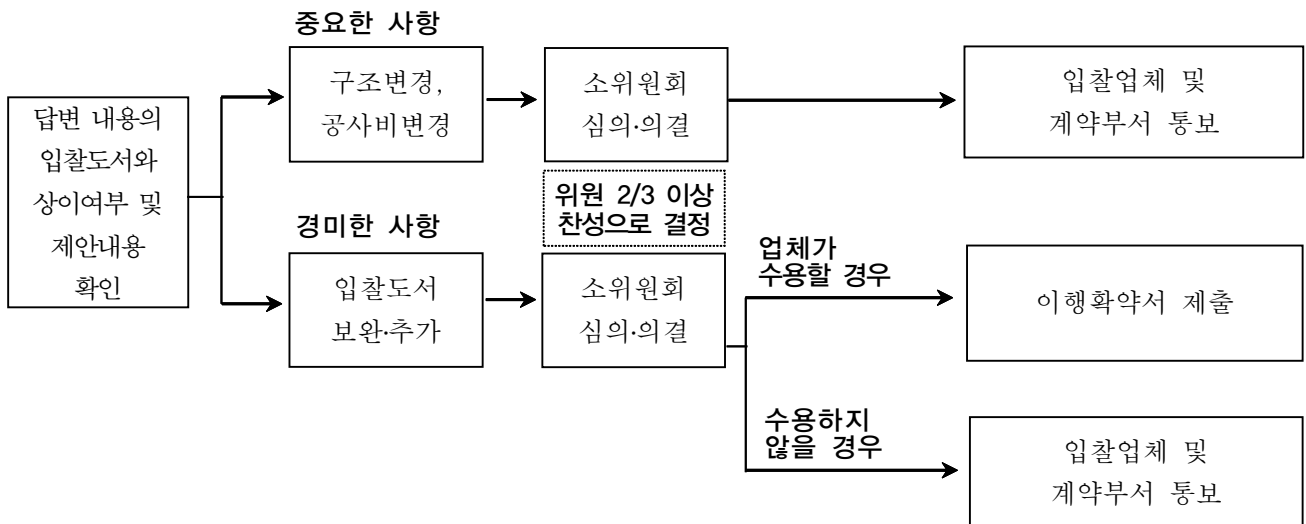 답변 내용의
입찰도서와
상이여부 및
제안내용
확인
중요한 사항
구조변경,
공사비변경
소위원회
심의·의결
입찰업체 및
계약부서 통보
위원 2/3 이상
찬성으로 결정
경미한 사항
입찰도서
보완·추가
소위원회
심의·의결
업체가
수용할 경우
이행확약서 제출
수용하지
않을 경우
입찰업체 및
계약부서 통보